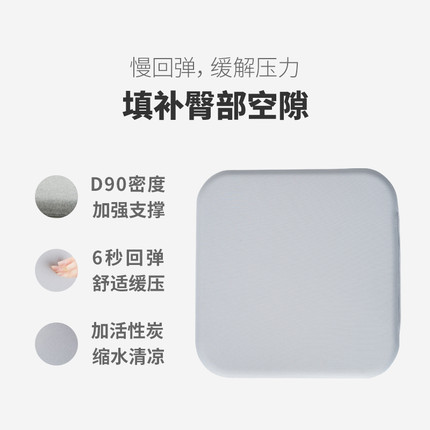 慢回弹，缓解压力
填补臀部空隙
D90密度
加强支撑
6秒回弹
舒适缓压
加活性炭
缩水清凉